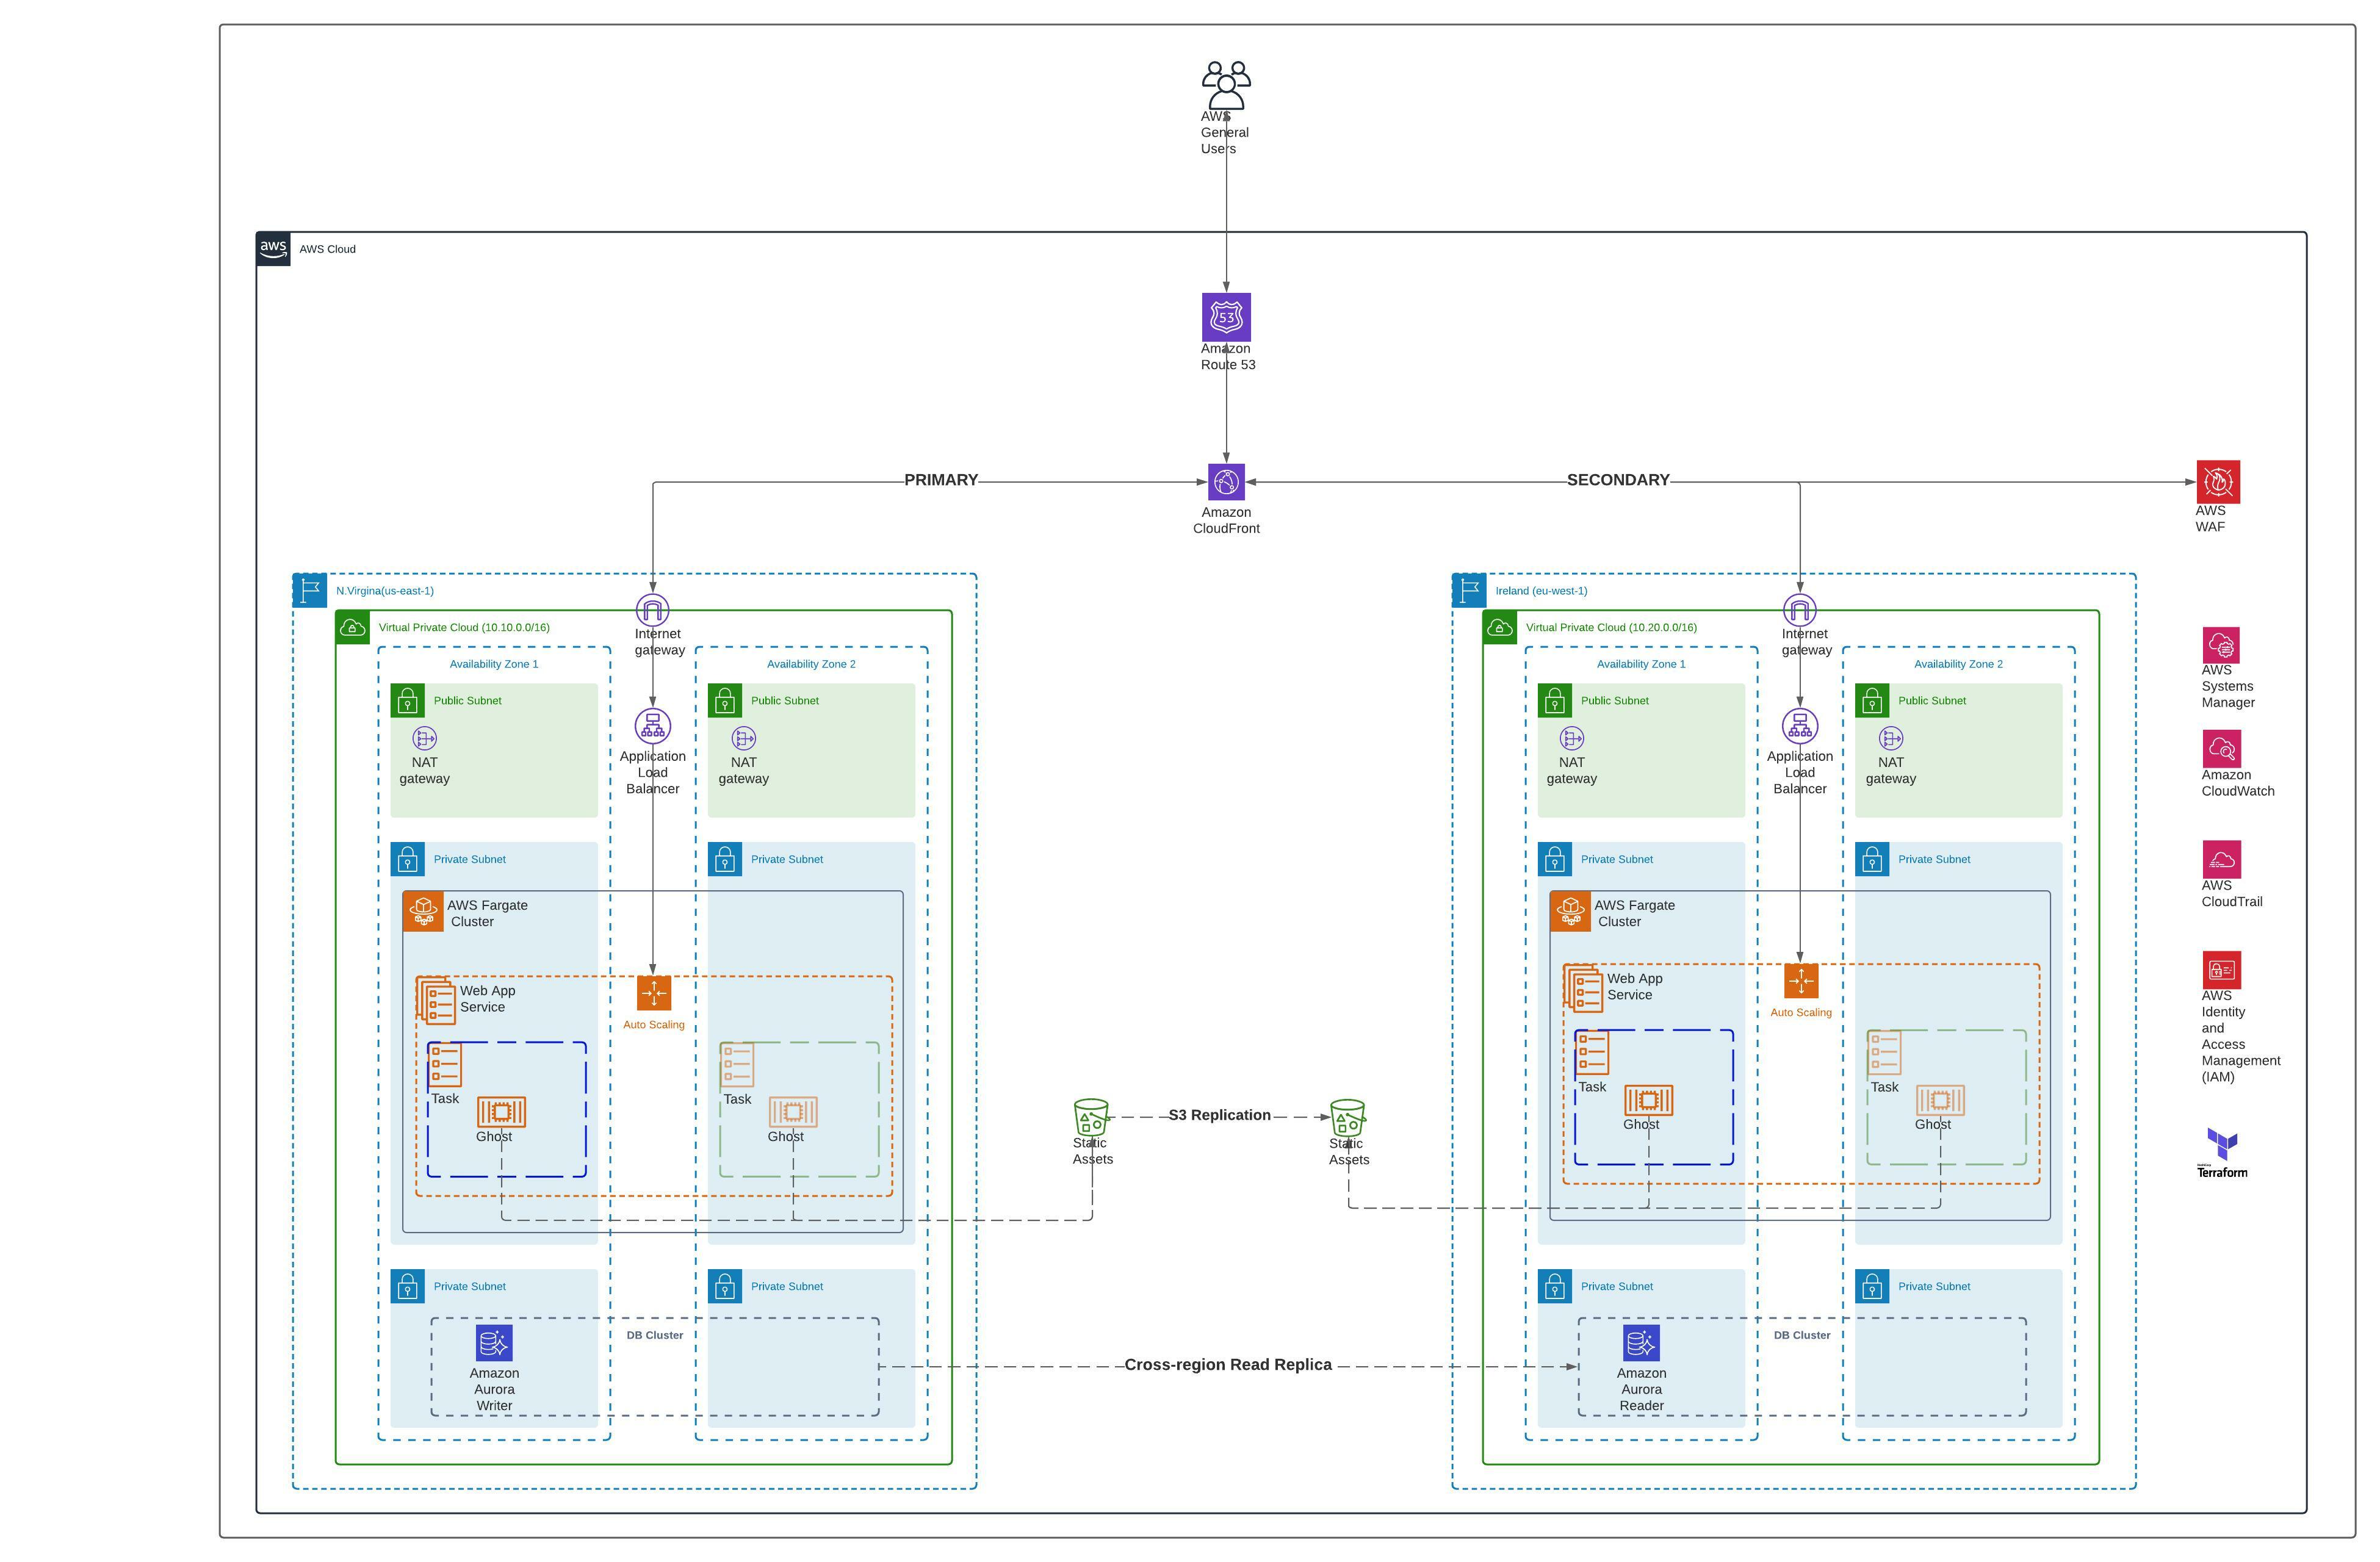 AWS
General
Users
aws
AWS Cloud
53
Amazon
Route 53
PRIMARY
SECONDARY
Amazon
CloudFront
AWS
WAF
N.Virgina(us-east-1)
Internet
gateway
Virtual Private Cloud (10.10.0.0/16)
Availability Zone 1
Availability Zone 2
Public Subnet
Public Subnet
NAT
gateway
Application
Load
Balancer
NAT
gateway
Private Subnet
Private Subnet
AWS Fargate
Cluster
Web App
Service
Auto Scaling
Task
Ghost
Task
Ghost
Private Subnet
Private Subnet
DB Cluster
Amazon
Aurora
Writer
Static
Assets
S3 Replication
Static
Assets
Cross-region Read Replica
Ireland (eu-west-1)
Internet
gateway
Virtual Private Cloud (10.20.0.0/16)
Availability Zone 1
Availability Zone 2
Public Subnet
Public Subnet
NAT
gateway
Application
Load
Balancer
NAT
gateway
Private Subnet
Private Subnet
AWS Fargate
Cluster
Web App
Service
Auto Scaling
Task
Ghost
Task
Ghost
Private Subnet
Private Subnet
DB Cluster
Amazon
Aurora
Reader
AWS
Systems
Manager
Amazon
CloudWatch
AWS
CloudTrail
AWS
Identity
and
Access
Management
(IAM)
Terraform